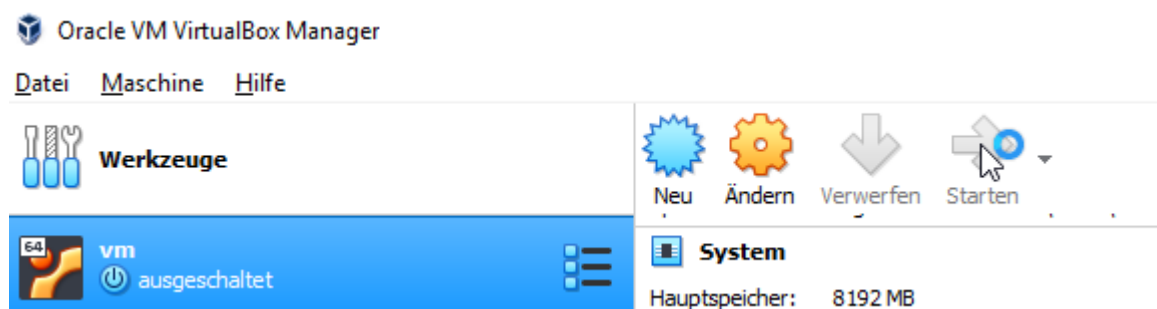 Oracle VM VirtualBox Manager
Datei Maschine Hilfe
Werkzeuge
Neu Ändern Verwerfen Starten
64
vm
ausgeschaltet
System
Hauptspeicher: 8192 MB